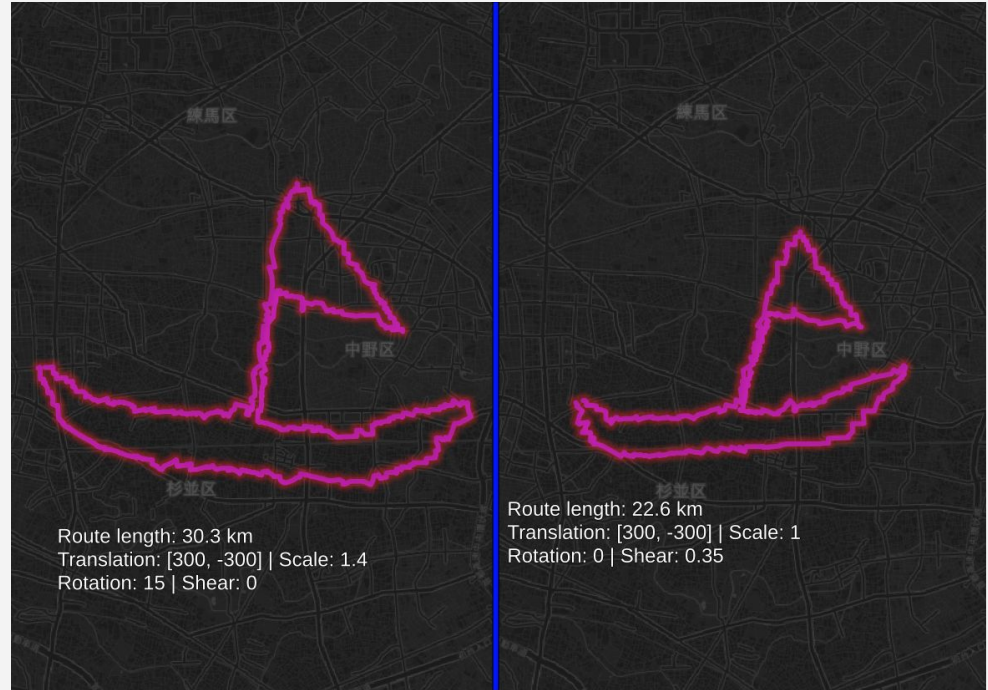 練馬区
中野区
杉並区
Route length: 30.3 km
Translation: [300, -300] | Scale: 1.4
Rotation: 15 | Shear: 0
練馬区
中野区
杉並区
Route length: 22.6 km
Translation: [300, -300] | Scale: 1
Rotation: 0 | Shear: 0.35